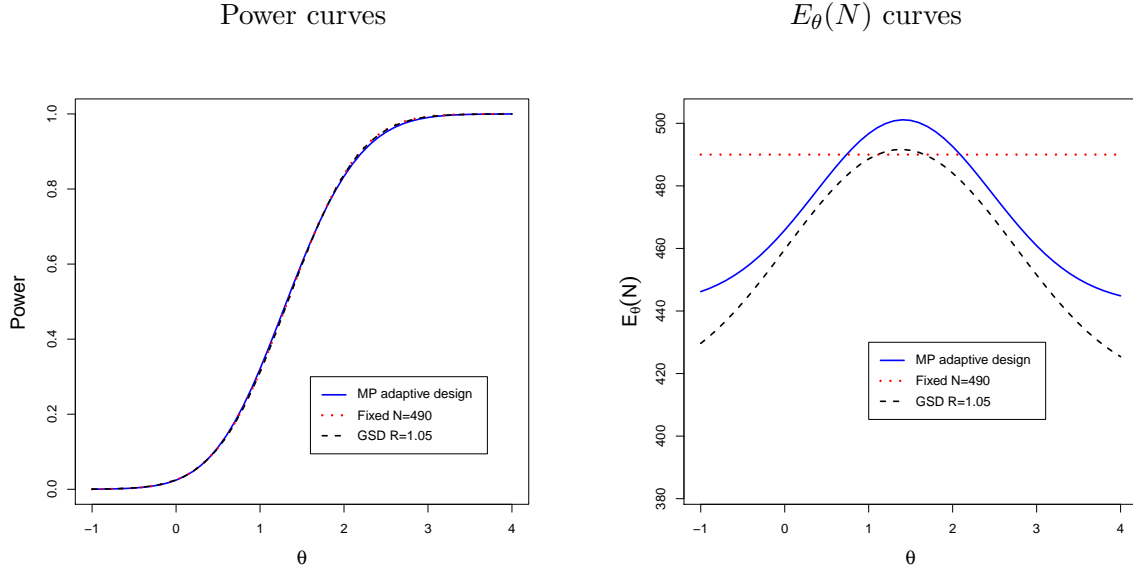 Power curves
Power
0.0 0.2 0.4 0.6 0.8 1.0
−1 0 1 2 3 4
θ
MP adaptive design
Fixed N=490
GSD R=1.05
E_θ(N) curves
E_θ(N)
380 400 420 440 460 480 500
−1 0 1 2 3 4
θ
MP adaptive design
Fixed N=490
GSD R=1.05